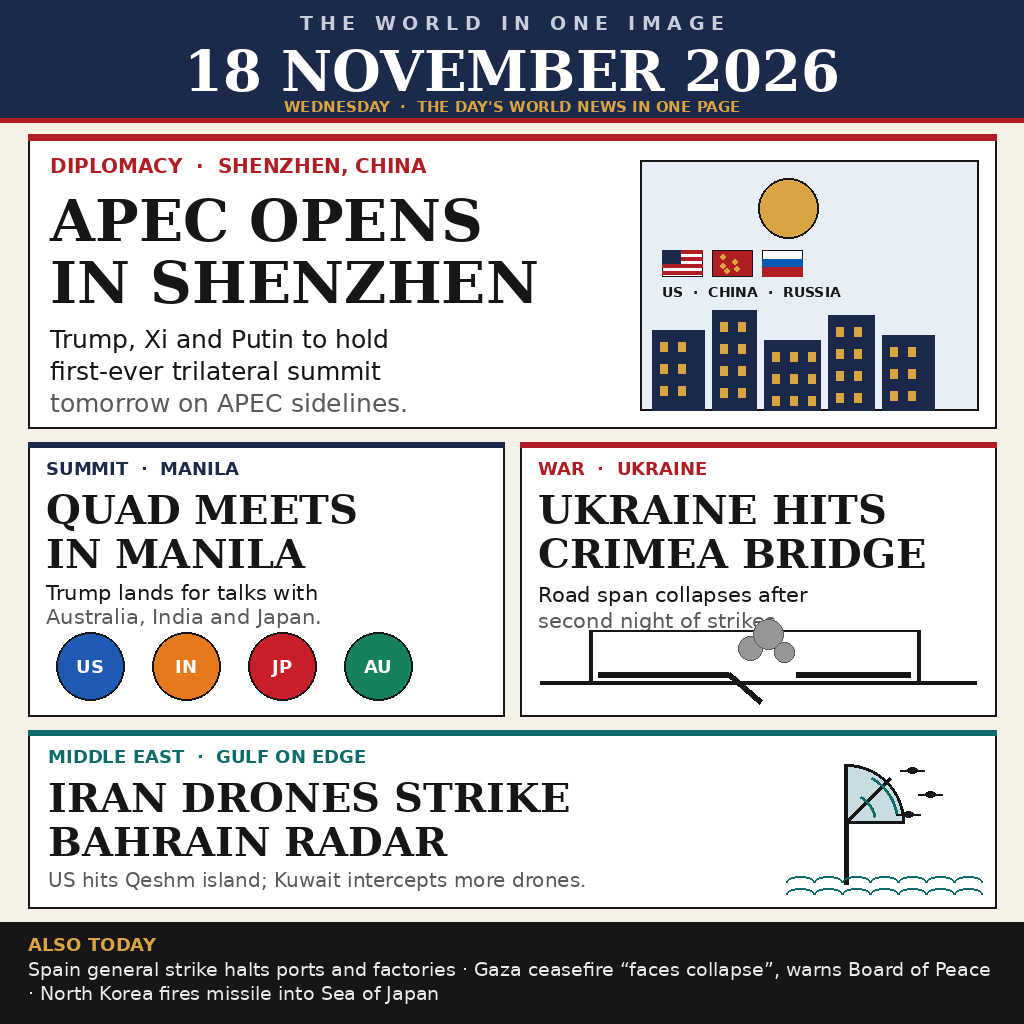 THE WORLD IN ONE IMAGE
18 NOVEMBER 2026
WEDNESDAY · THE DAY'S WORLD NEWS IN ONE PAGE
DIPLOMACY · SHENZHEN, CHINA
APEC OPENS
IN SHENZHEN
Trump, Xi and Putin to hold
first-ever trilateral summit
tomorrow on APEC sidelines.
US · CHINA · RUSSIA
SUMMIT · MANILA
QUAD MEETS
IN MANILA
Trump lands for talks with
Australia, India and Japan.
US IN JP AU
WAR · UKRAINE
UKRAINE HITS
CRIMEA BRIDGE
Road span collapses after
second night of strikes.
MIDDLE EAST · GULF ON EDGE
IRAN DRONES STRIKE
BAHRAIN RADAR
US hits Qeshm island; Kuwait intercepts more drones.
ALSO TODAY
Spain general strike halts ports and factories · Gaza ceasefire “faces collapse”, warns Board of Peace
· North Korea fires missile into Sea of Japan